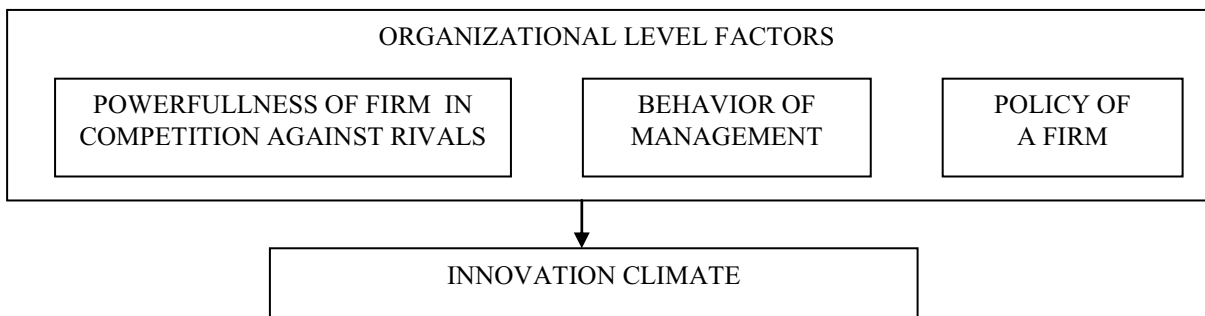 ORGANIZATIONAL LEVEL FACTORS
POWERFULLNESS OF FIRM IN
COMPETITION AGAINST RIVALS
BEHAVIOR OF
MANAGEMENT
POLICY OF
A FIRM
INNOVATION CLIMATE